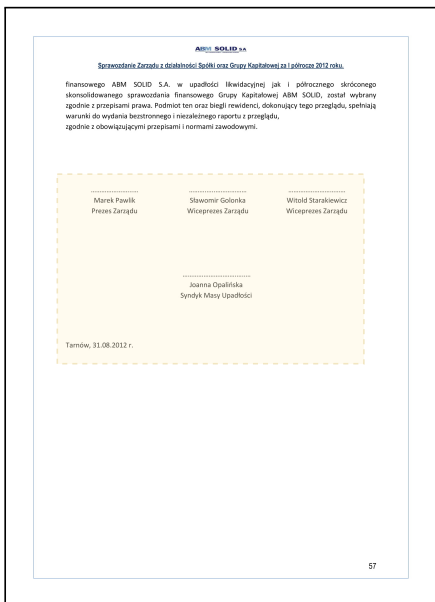 ABM SOLID SA
Sprawozdanie Zarządu z działalności Spółki oraz Grupy Kapitałowej za I półrocze 2012 roku.
finansowego ABM SOLID S.A. w upadłości likwidacyjnej jak i półrocznego skróconego
skonsolidowanego sprawozdania finansowego Grupy Kapitałowej ABM SOLID, został wybrany
zgodnie z przepisami prawa. Podmiot ten oraz biegli rewidenci, dokonujący tego przeglądu, spełniają
warunki do wydania bezstronnego i niezależnego raportu z przeglądu,
zgodnie z obowiązującymi przepisami i normami zawodowymi.
........................ ............................. .............................
Marek Pawlik Sławomir Golonka Witold Starakiewicz
Prezes Zarządu Wiceprezes Zarządu Wiceprezes Zarządu
..................................
Joanna Opalińska
Syndyk Masy Upadłości
Tarnów, 31.08.2012 r.
57